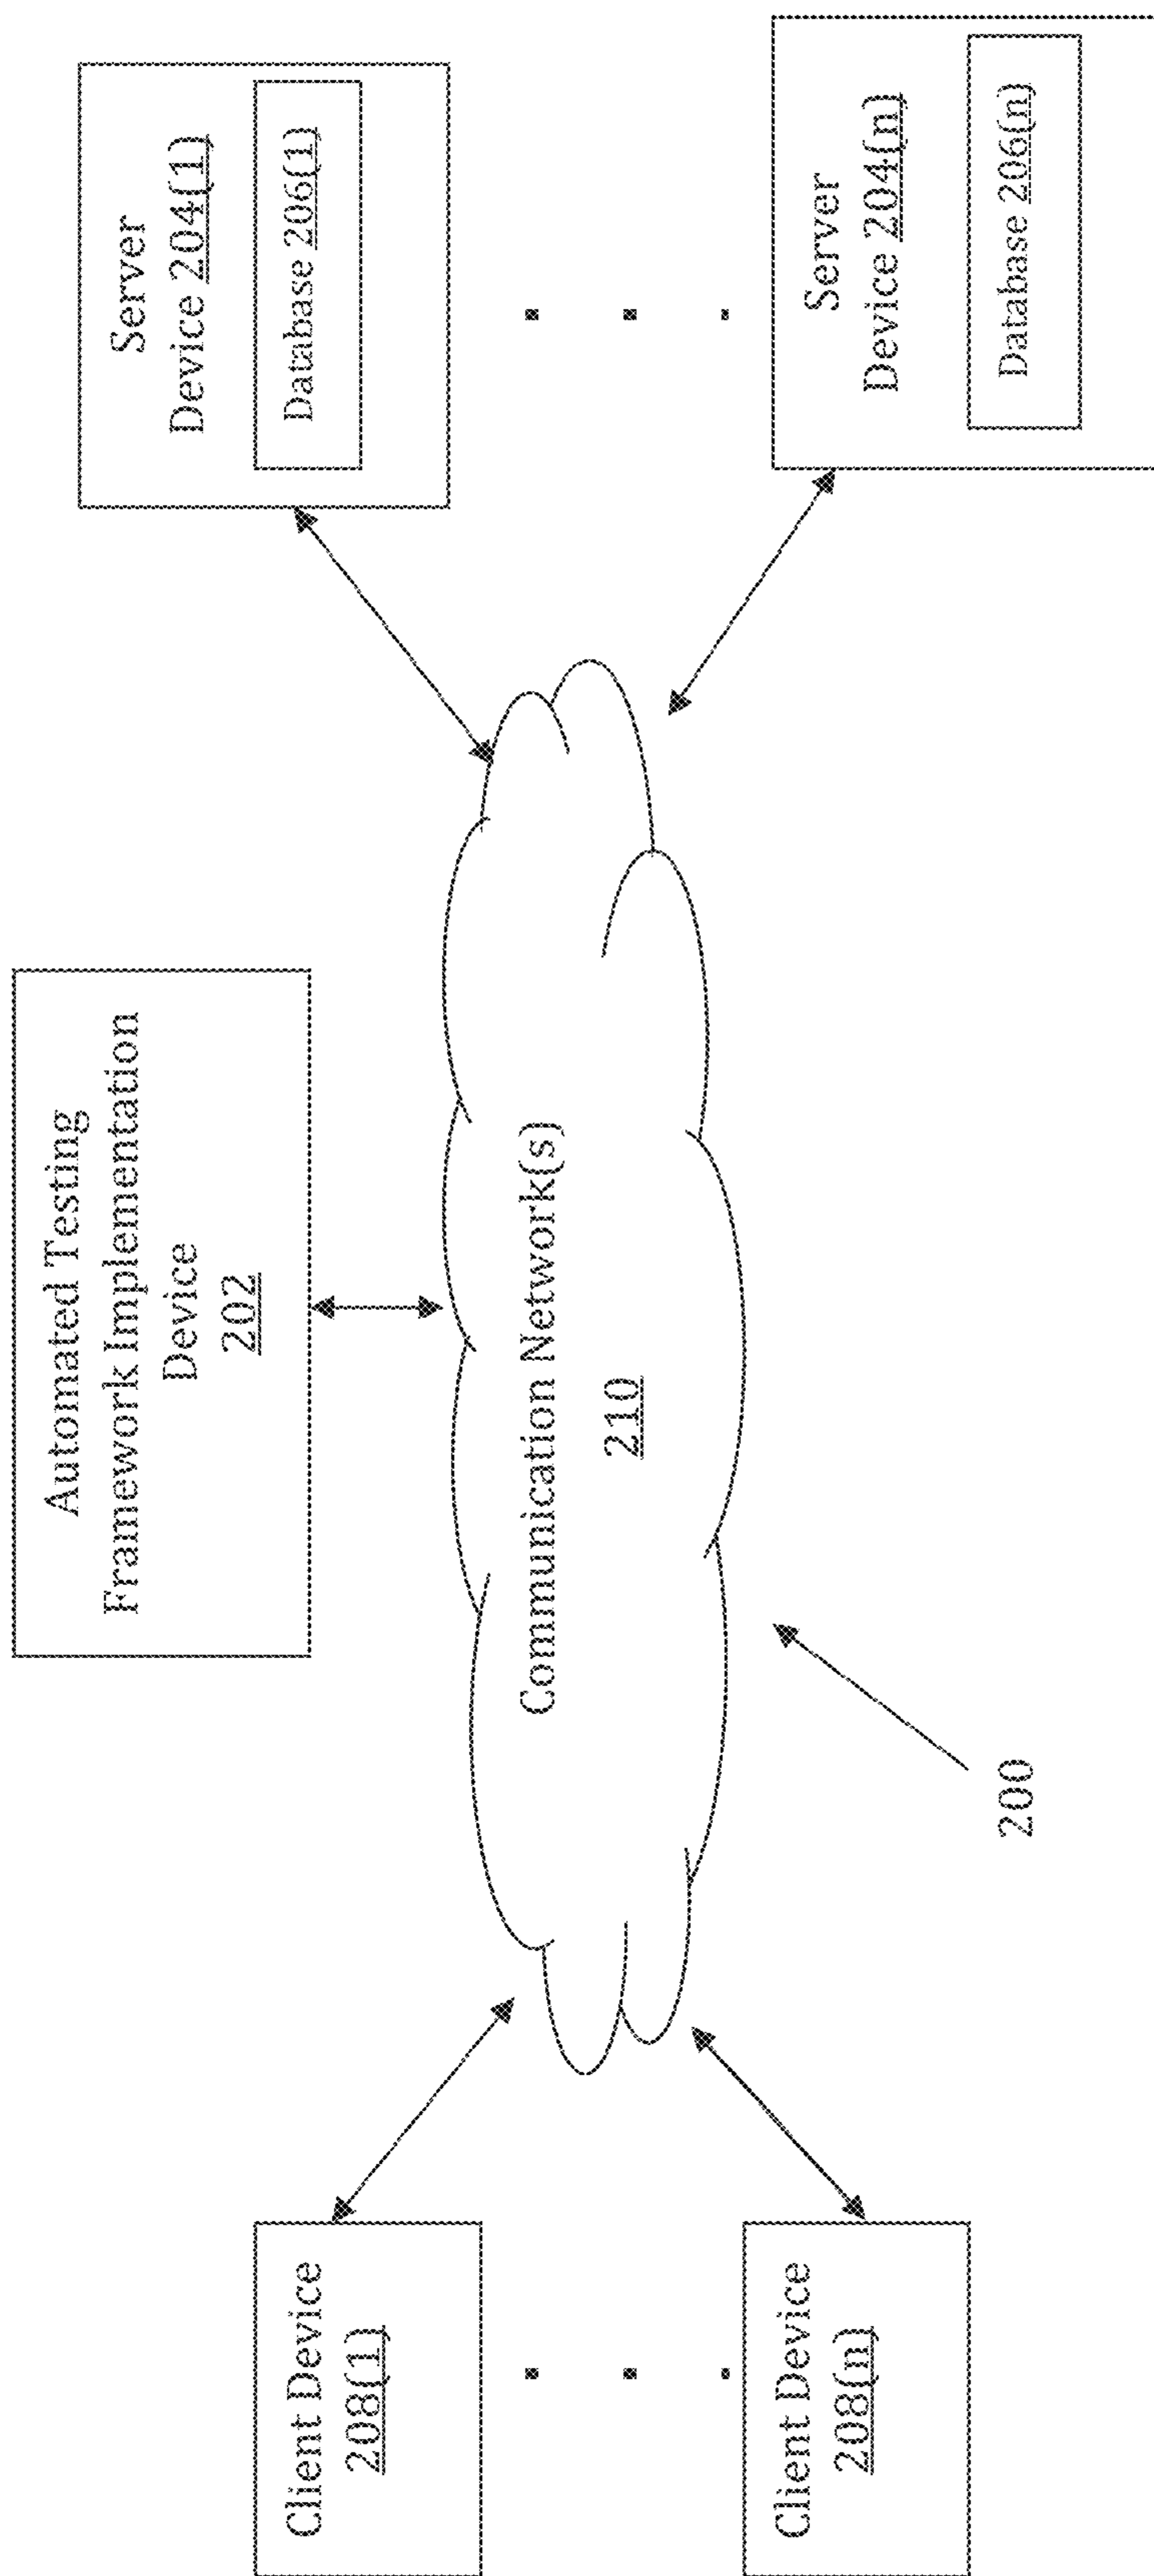 Automated Testing
Framework Implementation
Device
202
Client Device
208(1)
Client Device
208(n)
Communication Network(s)
210
200
Server
Device 204(1)
Database 206(1)
Server
Device 204(n)
Database 206(n)